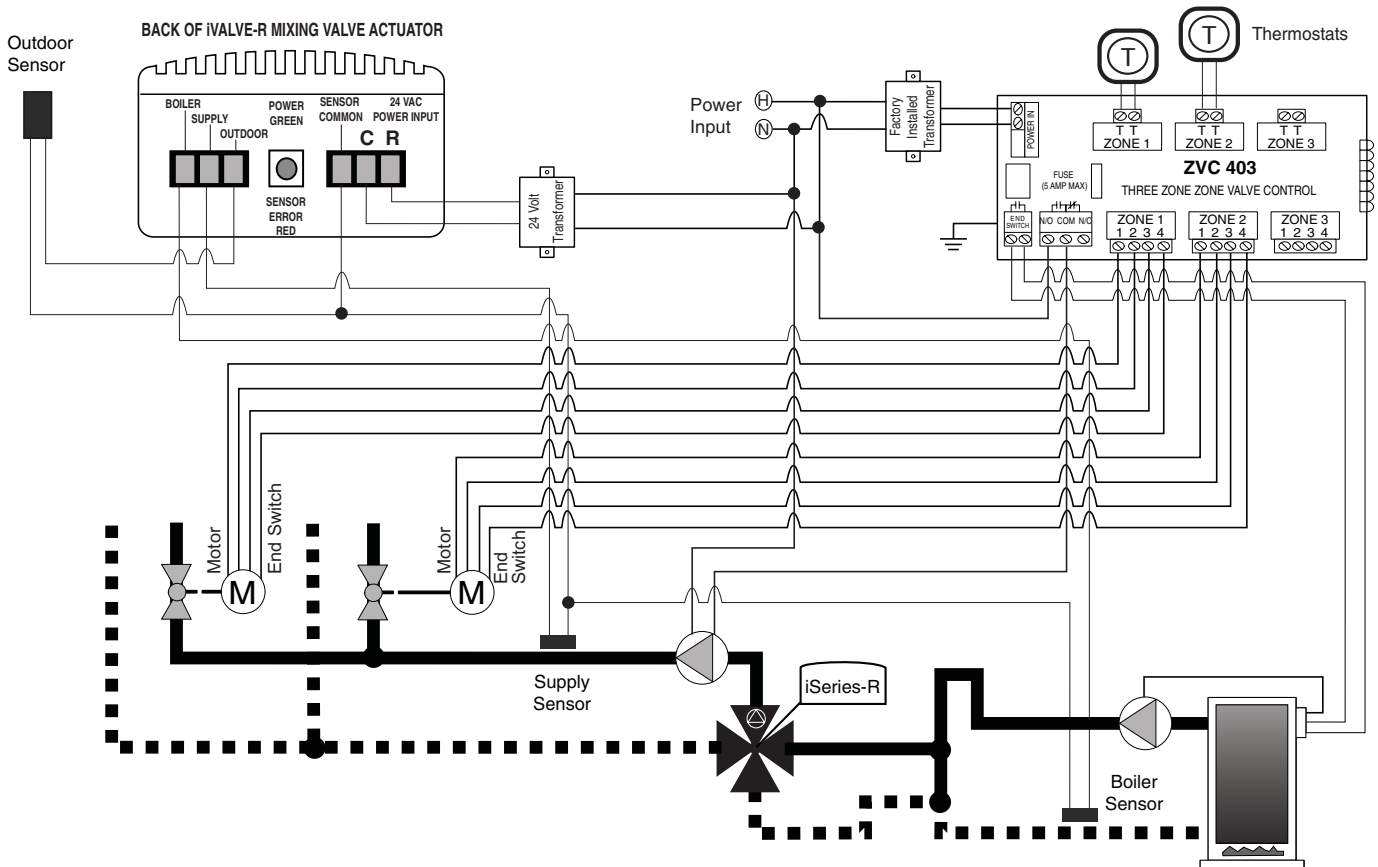 Outdoor
Sensor
BACK OF iVALVE-R MIXING VALVE ACTUATOR
BOILER
SUPPLY
OUTDOOR
POWER
GREEN
SENSOR
ERROR
RED
SENSOR
COMMON
24 VAC
POWER INPUT
C R
24 Volt
Transformer
Power
Input
H
N
Factory
Installed
Transformer
T
T
Thermostats
POWER IN
T T
ZONE 1
T T
ZONE 2
T T
ZONE 3
ZVC 403
THREE ZONE ZONE VALVE CONTROL
FUSE
(5 AMP MAX)
END
SWITCH
N/O COM N/C
ZONE 1
1 2 3 4
ZONE 2
1 2 3 4
ZONE 3
1 2 3 4
Motor
End Switch
M
Motor
End
Switch
M
Supply
Sensor
iSeries-R
Boiler
Sensor